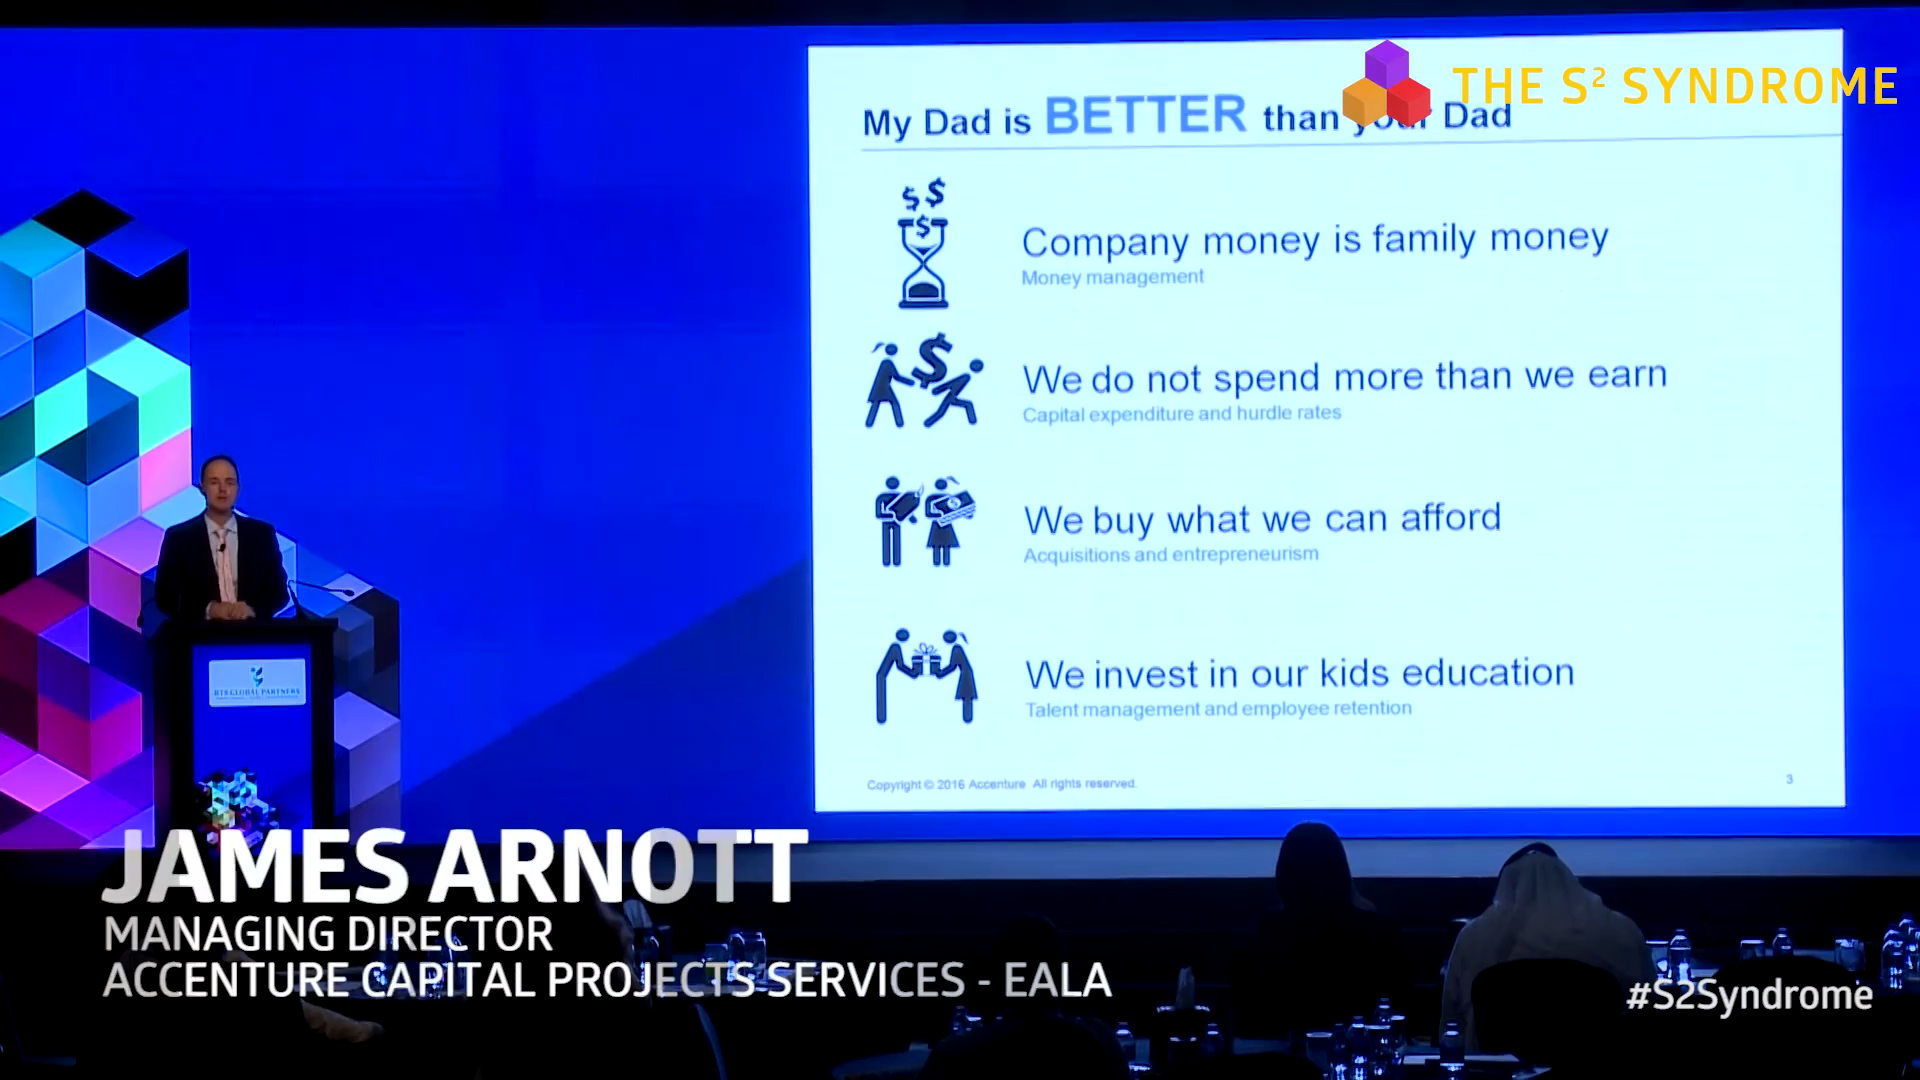 THE S² SYNDROME
My Dad is BETTER than your Dad
$ $
$
Company money is family money
Money management
$
We do not spend more than we earn
Capital expenditure and hurdle rates
We buy what we can afford
Acquisitions and entrepreneurism
We invest in our kids education
Talent management and employee retention
Copyright © 2016 Accenture All rights reserved.
3
GLOBAL PARTNERS
JAMES ARNOTT
MANAGING DIRECTOR
ACCENTURE CAPITAL PROJECTS SERVICES - EALA
#S2Syndrome